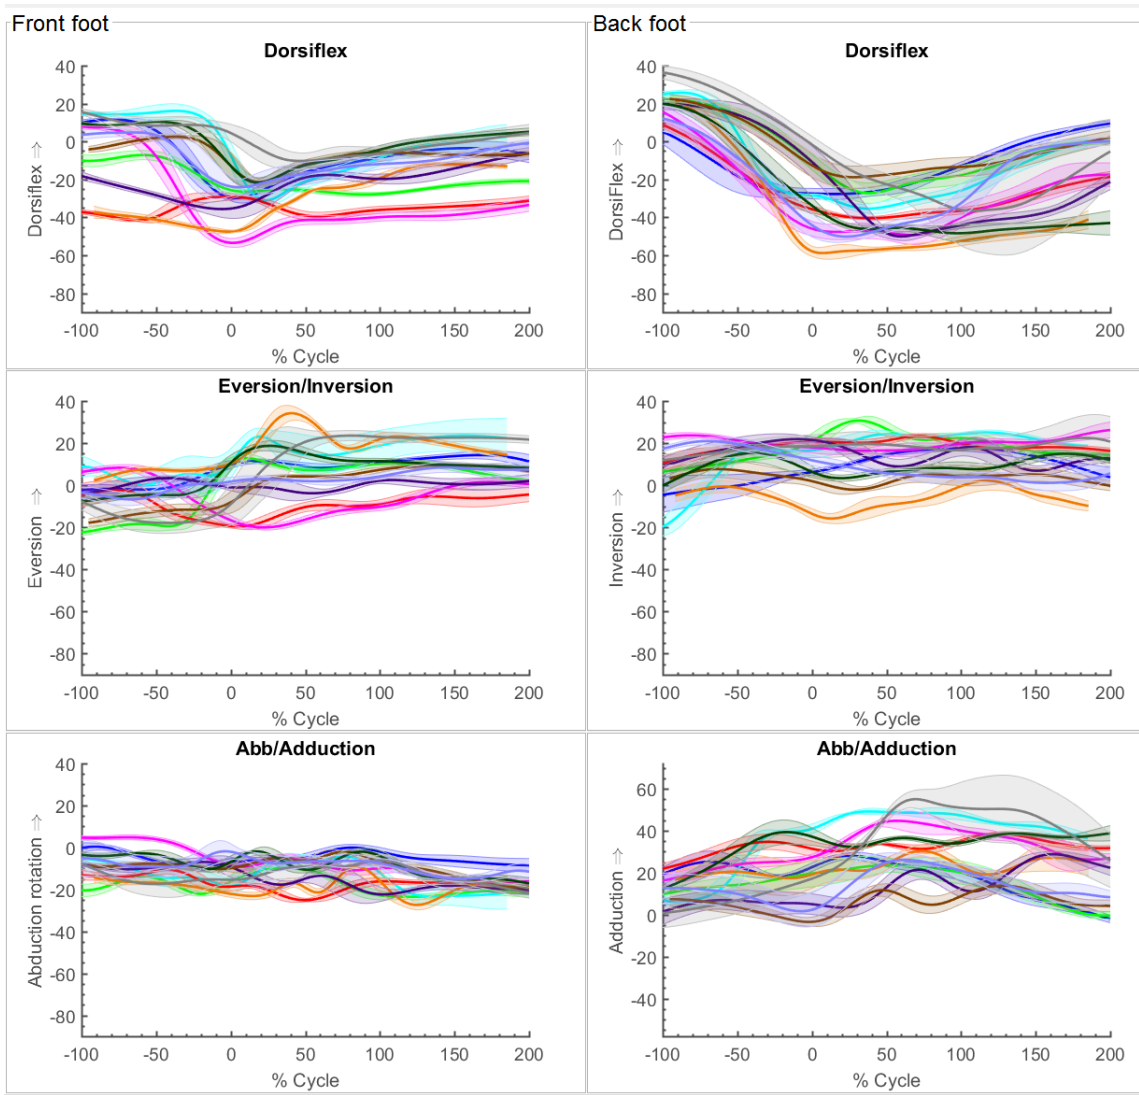 Front foot
Back foot
Dorsiflex
40
20
0
-20
-40
-60
-80
Dorsiflex ⇒
-100 -50 0 50 100 150 200
% Cycle
Dorsiflex
40
20
0
-20
-40
-60
-80
DorsiFlex ⇒
-100 -50 0 50 100 150 200
% Cycle
Eversion/Inversion
40
20
0
-20
-40
-60
-80
Eversion ⇒
-100 -50 0 50 100 150 200
% Cycle
Eversion/Inversion
40
20
0
-20
-40
-60
-80
Inversion ⇒
-100 -50 0 50 100 150 200
% Cycle
Abb/Adduction
40
20
0
-20
-40
-60
-80
Abduction rotation ⇒
-100 -50 0 50 100 150 200
% Cycle
Abb/Adduction
60
40
20
0
-20
-40
Adduction ⇒
-100 -50 0 50 100 150 200
% Cycle